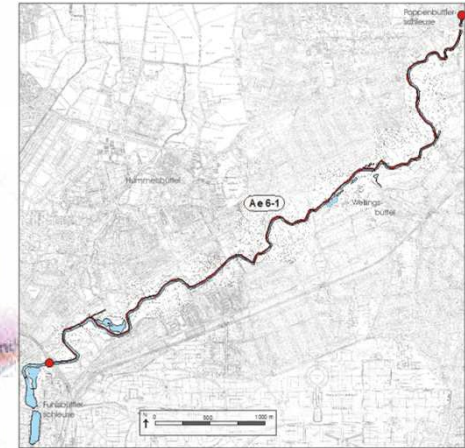 Poppenbüttler-
schleuse
Hummelsbüttel
Ae 6-1
Wellings-
büttel
Fuhlsbüttler
schleuse
N
0 500 1000 m